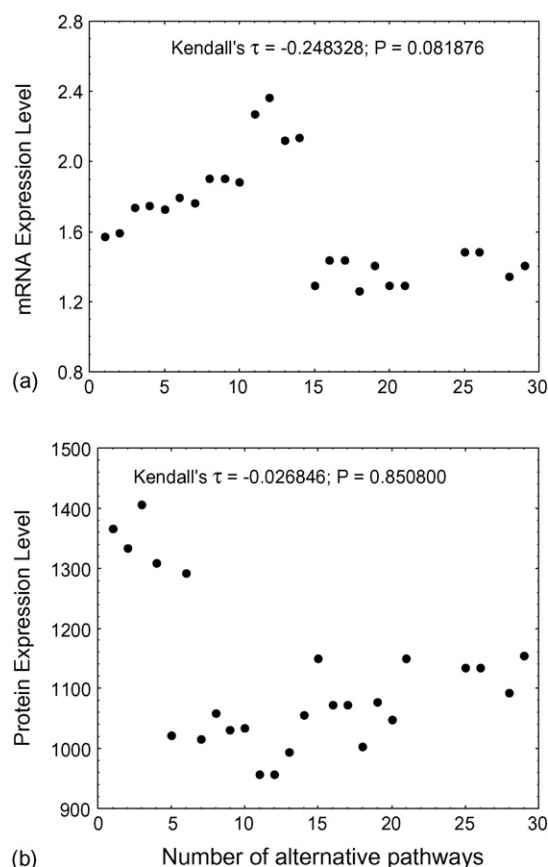 Kendall's τ = -0.248328; P = 0.081876
mRNA Expression Level
2.8
2.4
2.0
1.6
1.2
0.8
0 5 10 15 20 25 30
(a)
Kendall's τ = -0.026846; P = 0.850800
Protein Expression Level
1500
1400
1300
1200
1100
1000
900
0 5 10 15 20 25 30
(b)
Number of alternative pathways